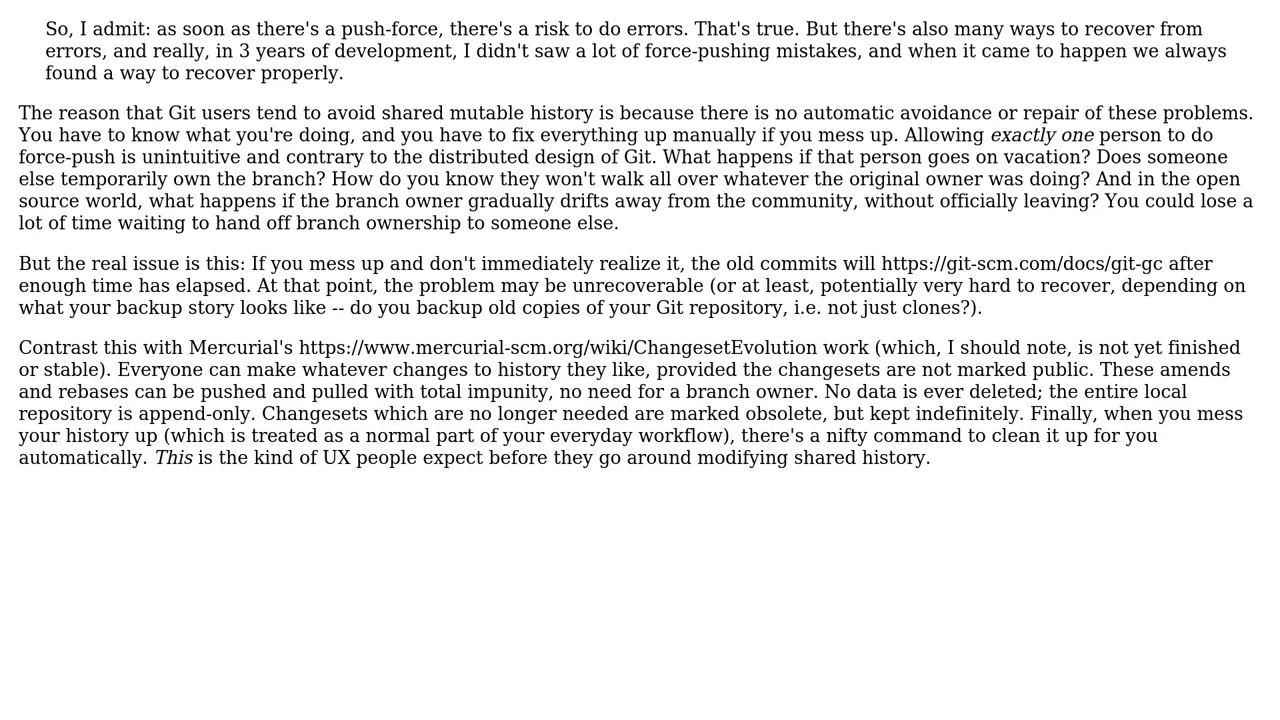 So, I admit: as soon as there's a push-force, there's a risk to do errors. That's true. But there's also many ways to recover from
errors, and really, in 3 years of development, I didn't saw a lot of force-pushing mistakes, and when it came to happen we always
found a way to recover properly.
The reason that Git users tend to avoid shared mutable history is because there is no automatic avoidance or repair of these problems.
You have to know what you're doing, and you have to fix everything up manually if you mess up. Allowing exactly one person to do
force-push is unintuitive and contrary to the distributed design of Git. What happens if that person goes on vacation? Does someone
else temporarily own the branch? How do you know they won't walk all over whatever the original owner was doing? And in the open
source world, what happens if the branch owner gradually drifts away from the community, without officially leaving? You could lose a
lot of time waiting to hand off branch ownership to someone else.
But the real issue is this: If you mess up and don't immediately realize it, the old commits will https://git-scm.com/docs/git-gc after
enough time has elapsed. At that point, the problem may be unrecoverable (or at least, potentially very hard to recover, depending on
what your backup story looks like -- do you backup old copies of your Git repository, i.e. not just clones?).
Contrast this with Mercurial's https://www.mercurial-scm.org/wiki/ChangesetEvolution work (which, I should note, is not yet finished
or stable). Everyone can make whatever changes to history they like, provided the changesets are not marked public. These amends
and rebases can be pushed and pulled with total impunity, no need for a branch owner. No data is ever deleted; the entire local
repository is append-only. Changesets which are no longer needed are marked obsolete, but kept indefinitely. Finally, when you mess
your history up (which is treated as a normal part of your everyday workflow), there's a nifty command to clean it up for you
automatically. This is the kind of UX people expect before they go around modifying shared history.